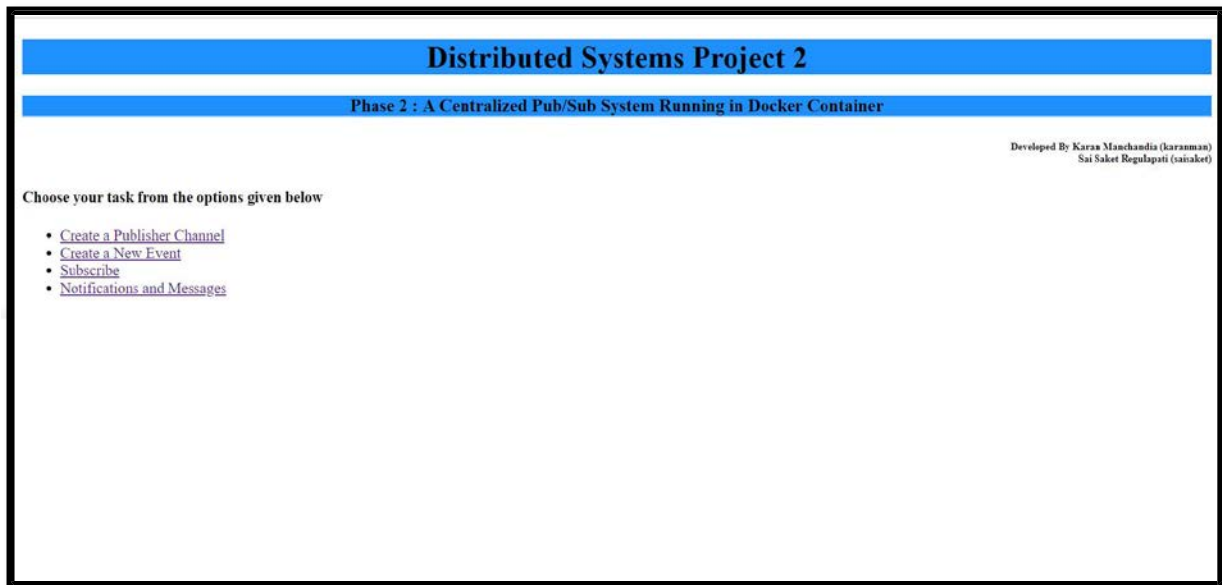 Distributed Systems Project 2
Phase 2 : A Centralized Pub/Sub System Running in Docker Container
Developed By Karan Manchandia (karanman)
Sai Saket Regulapati (saisaket)
Choose your task from the options given below
Create a Publisher Channel
Create a New Event
Subscribe
Notifications and Messages